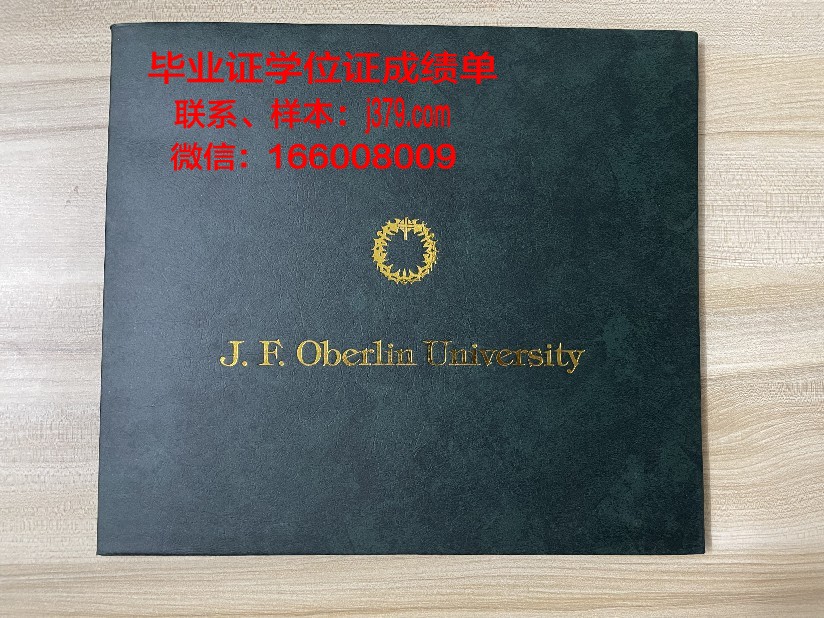 毕业证学位证成绩单
联系、样本：j379.com
微信：166008009
J. F. Oberlin University